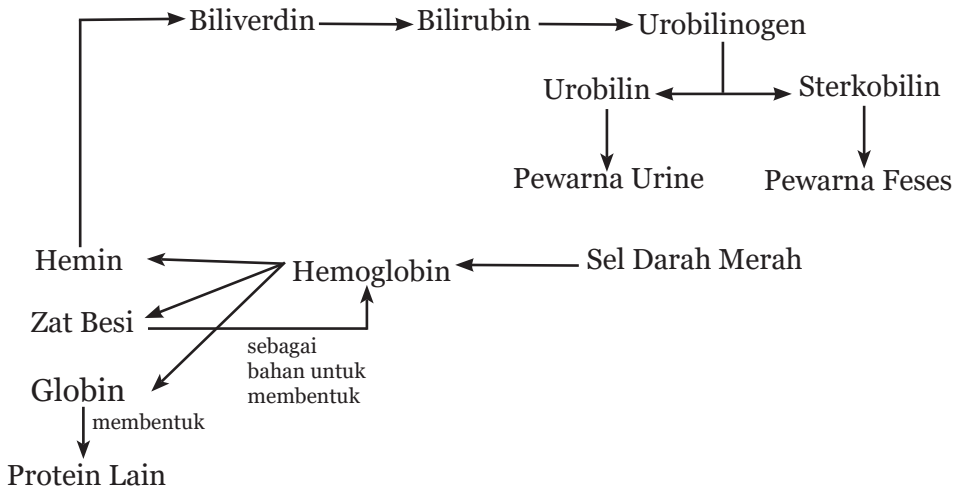 Biliverdin
Bilirubin
Urobilinogen
Urobilin
Sterkobilin
Pewarna Urine
Pewarna Feses
Hemin
Hemoglobin
Sel Darah Merah
Zat Besi
sebagai
bahan untuk
membentuk
Globin
membentuk
Protein Lain